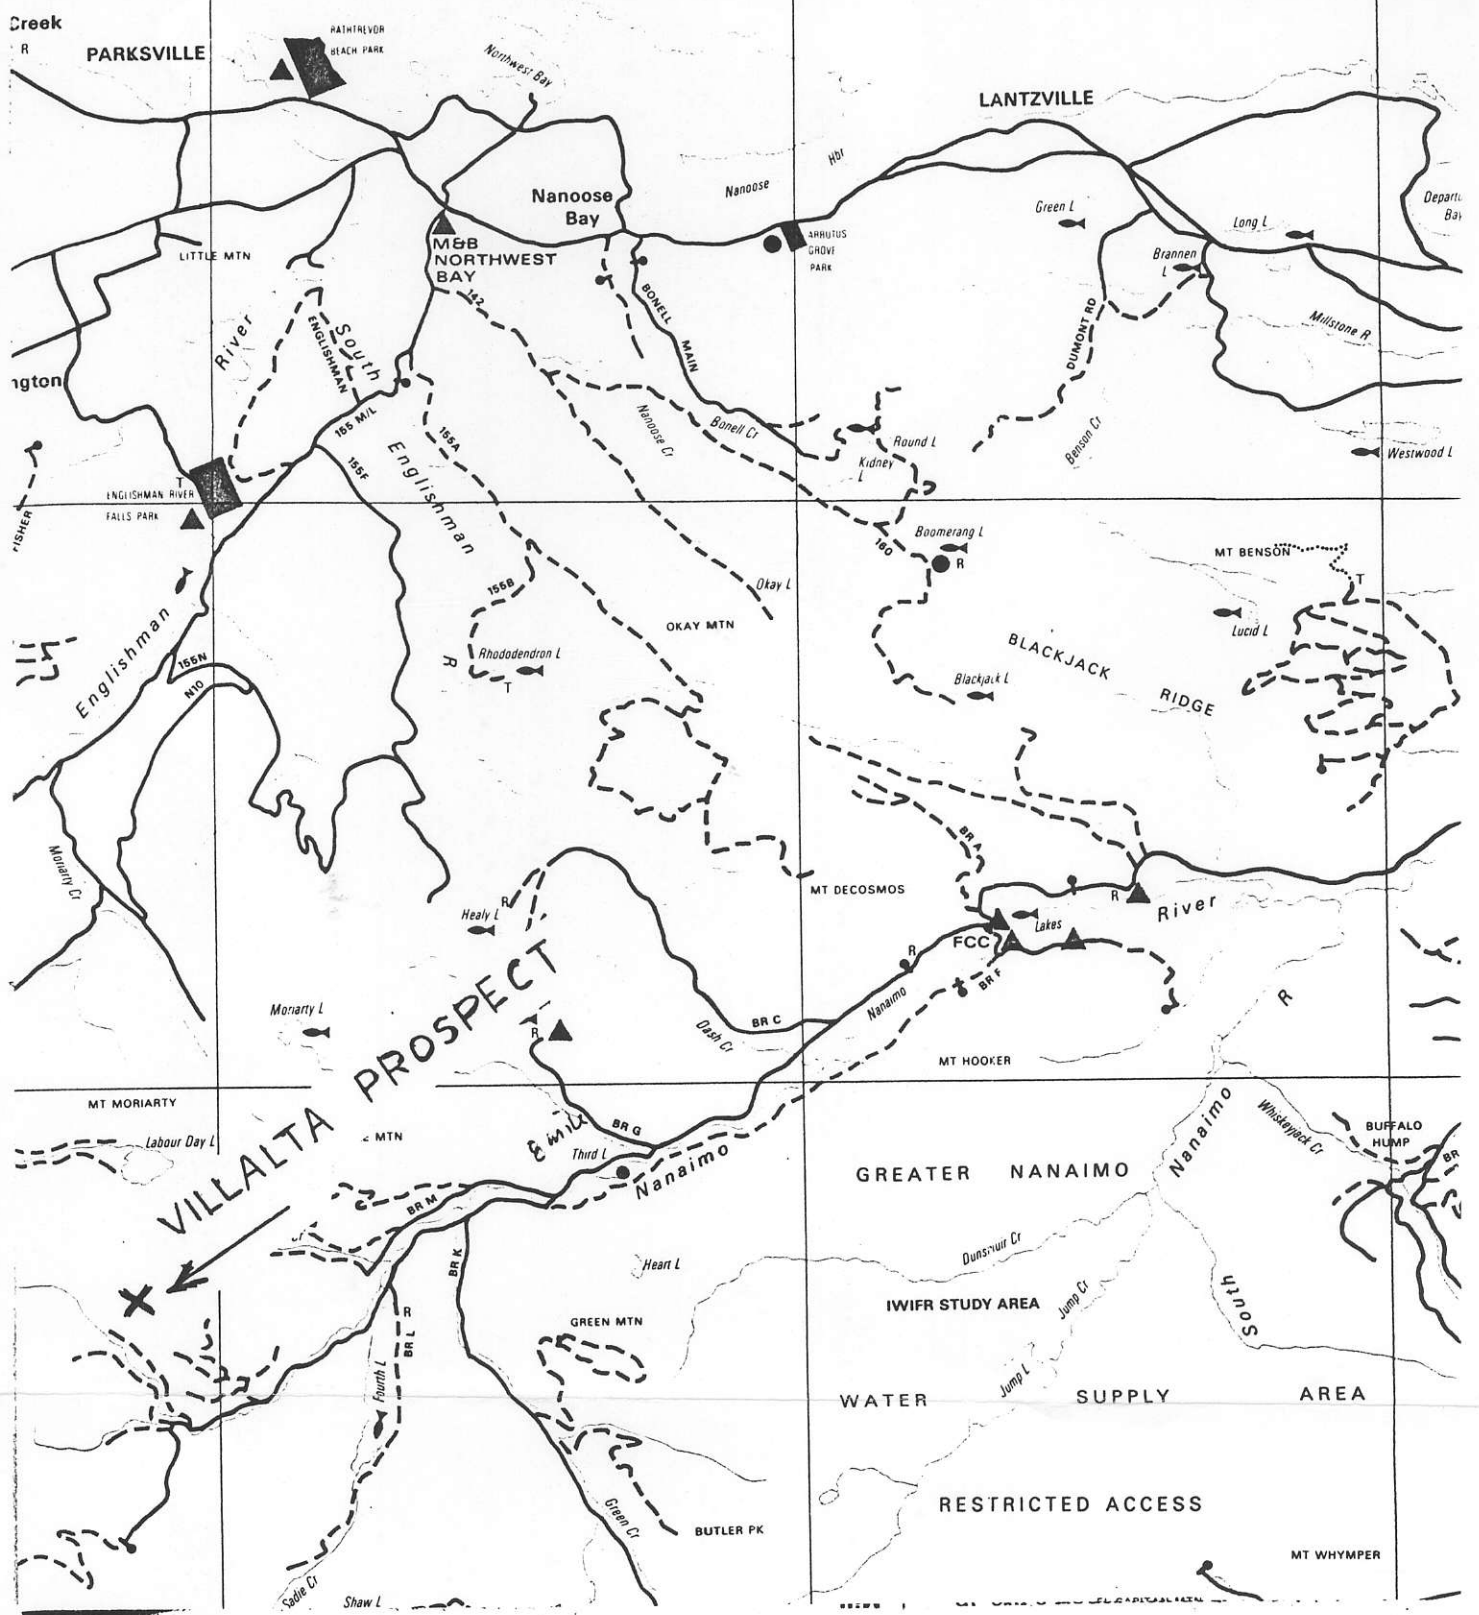 Creek
R
PARKSVILLE
RATHTREVOR
BEACH PARK
Northwest Bay
LANTZVILLE
Hbr
Nanoose
Nanoose
Bay
Green L
Long L
Brannen
L
ARBUTUS
GROVE
PARK
M&B
NORTHWEST
BAY
LITTLE MTN
142
BONELL
MAIN
DUMONT RD
Millstone R
River
South
ENGLISHMAN
155 M/L
155A
155F
Nanoose Cr
Bonell Cr
Round L
Kidney
L
Benson Cr
Westwood L
T
ENGLISHMAN RIVER
FALLS PARK
FISHER
Englishman
R
155B
180
Boomerang L
R
MT BENSON
T
Okay L
OKAY MTN
Lucid L
Rhododendron L
T
BLACKJACK
RIDGE
Blackjack L
Englishman
155N
N10
Moriarty Cr
BR A
MT DECOSMOS
R
River
Healy L
R
Lakes
FCC
R
BR F
Nanaimo
Moriarty L
R
Dash Cr
BR C
MT HOOKER
R
VILLALTA PROSPECT
MT MORIARTY
Labour Day L
MTN
BR G
Third L
Nanaimo
Nanaimo
Whiskeyjack Cr
BUFFALO
HUMP
BR
GREATER NANAIMO
BR M
BR K
Heart L
Dunsmuir Cr
IWIFR STUDY AREA
Jump Cr
South
R
BR L
GREEN MTN
Fourth L
Jump L
WATER SUPPLY AREA
RESTRICTED ACCESS
Green Cr
BUTLER PK
MT WHYMPER
Sadie Cr
Shaw L